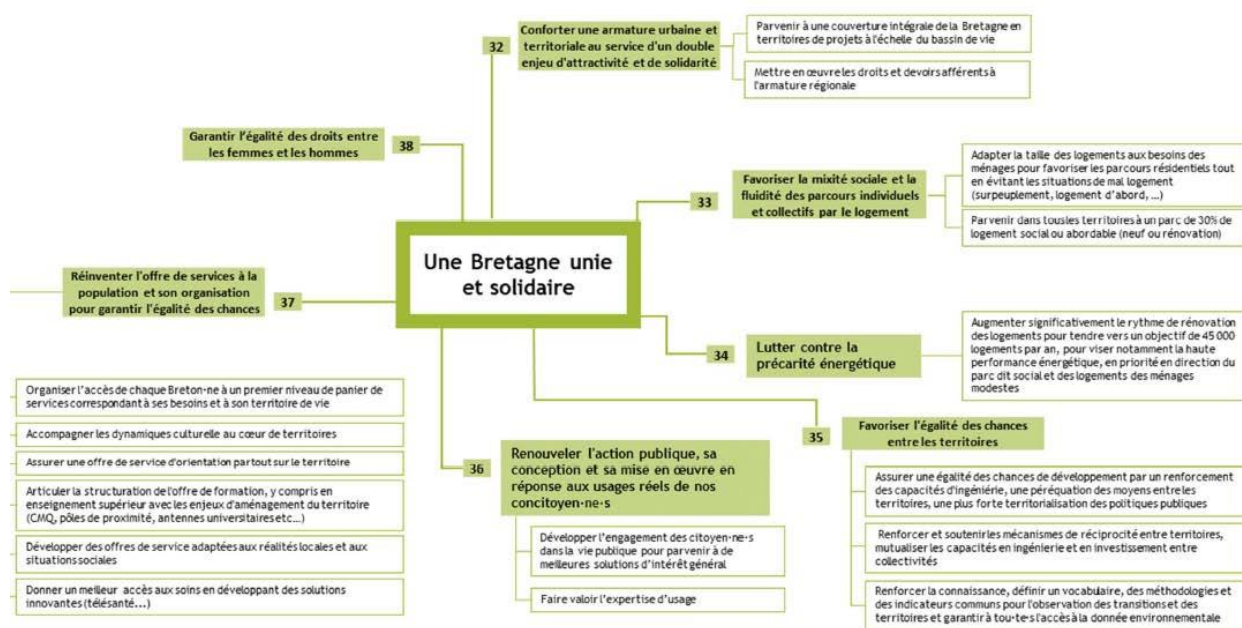 Une Bretagne unie
et solidaire
32
Conforter une armature urbaine et
territoriale au service d'un double
enjeu d'attractivité et de solidarité
Parvenir à une couverture intégrale de la Bretagne en
territoires de projets à l'échelle du bassin de vie
Mettre en œuvre les droits et devoirs afférents à
l'armature régionale
33
Favoriser la mixité sociale et la
fluidité des parcours individuels
et collectifs par le logement
Adapter la taille des logements aux besoins des
ménages pour favoriser les parcours résidentiels tout
en évitant les situations de mal logement
(surpeuplement, logement d'abord, …)
Parvenir dans tousles territoires à un parc de 30% de
logement social ou abordable (neuf ou rénovation)
34
Lutter contre la
précarité énergétique
Augmenter significativement le rythme de rénovation
des logements pour tendre vers un objectif de 45 000
logements par an, pour viser notamment la haute
performance énergétique, en priorité en direction du
parc dit social et des logements des ménages
modestes
35
Favoriser l'égalité des chances
entre les territoires
Assurer une égalité des chances de développement par un renforcement
des capacités d'ingéniérie, une péréquation des moyens entre les
territoires, une plus forte territorialisation des politiques publiques
Renforcer et soutenir les mécanismes de réciprocité entre territoires,
mutualiser les capacités en ingénierie et en investissement entre
collectivités
Renforcer la connaissance, définir un vocabulaire, des méthodologies et
des indicateurs communs pour l'observation des transitions et des
territoires et garantir à tou·te·s l'accès à la donnée environnementale
36
Renouveler l'action publique, sa
conception et sa mise en œuvre en
réponse aux usages réels de nos
concitoyen·ne·s
Développer l'engagement des citoyen·ne·s
dans la vie publique pour parvenir à de
meilleures solutions d'intérêt général
Faire valoir l'expertise d'usage
37
Réinventer l'offre de services à la
population et son organisation
pour garantir l'égalité des chances
Organiser l'accès de chaque Breton·ne à un premier niveau de panier de
services correspondant à ses besoins et à son territoire de vie
Accompagner les dynamiques culturelle au cœur de territoires
Assurer une offre de service d'orientation partout sur le territoire
Articuler la structuration de l'offre de formation, y compris en
enseignement supérieur avec les enjeux d'aménagement du territoire
(CMQ, pôles de proximité, antennes universitaires etc…)
Développer des offres de service adaptées aux réalités locales et aux
situations sociales
Donner un meilleur accès aux soins en développant des solutions
innovantes (télésanté...)
38
Garantir l'égalité des droits entre
les femmes et les hommes